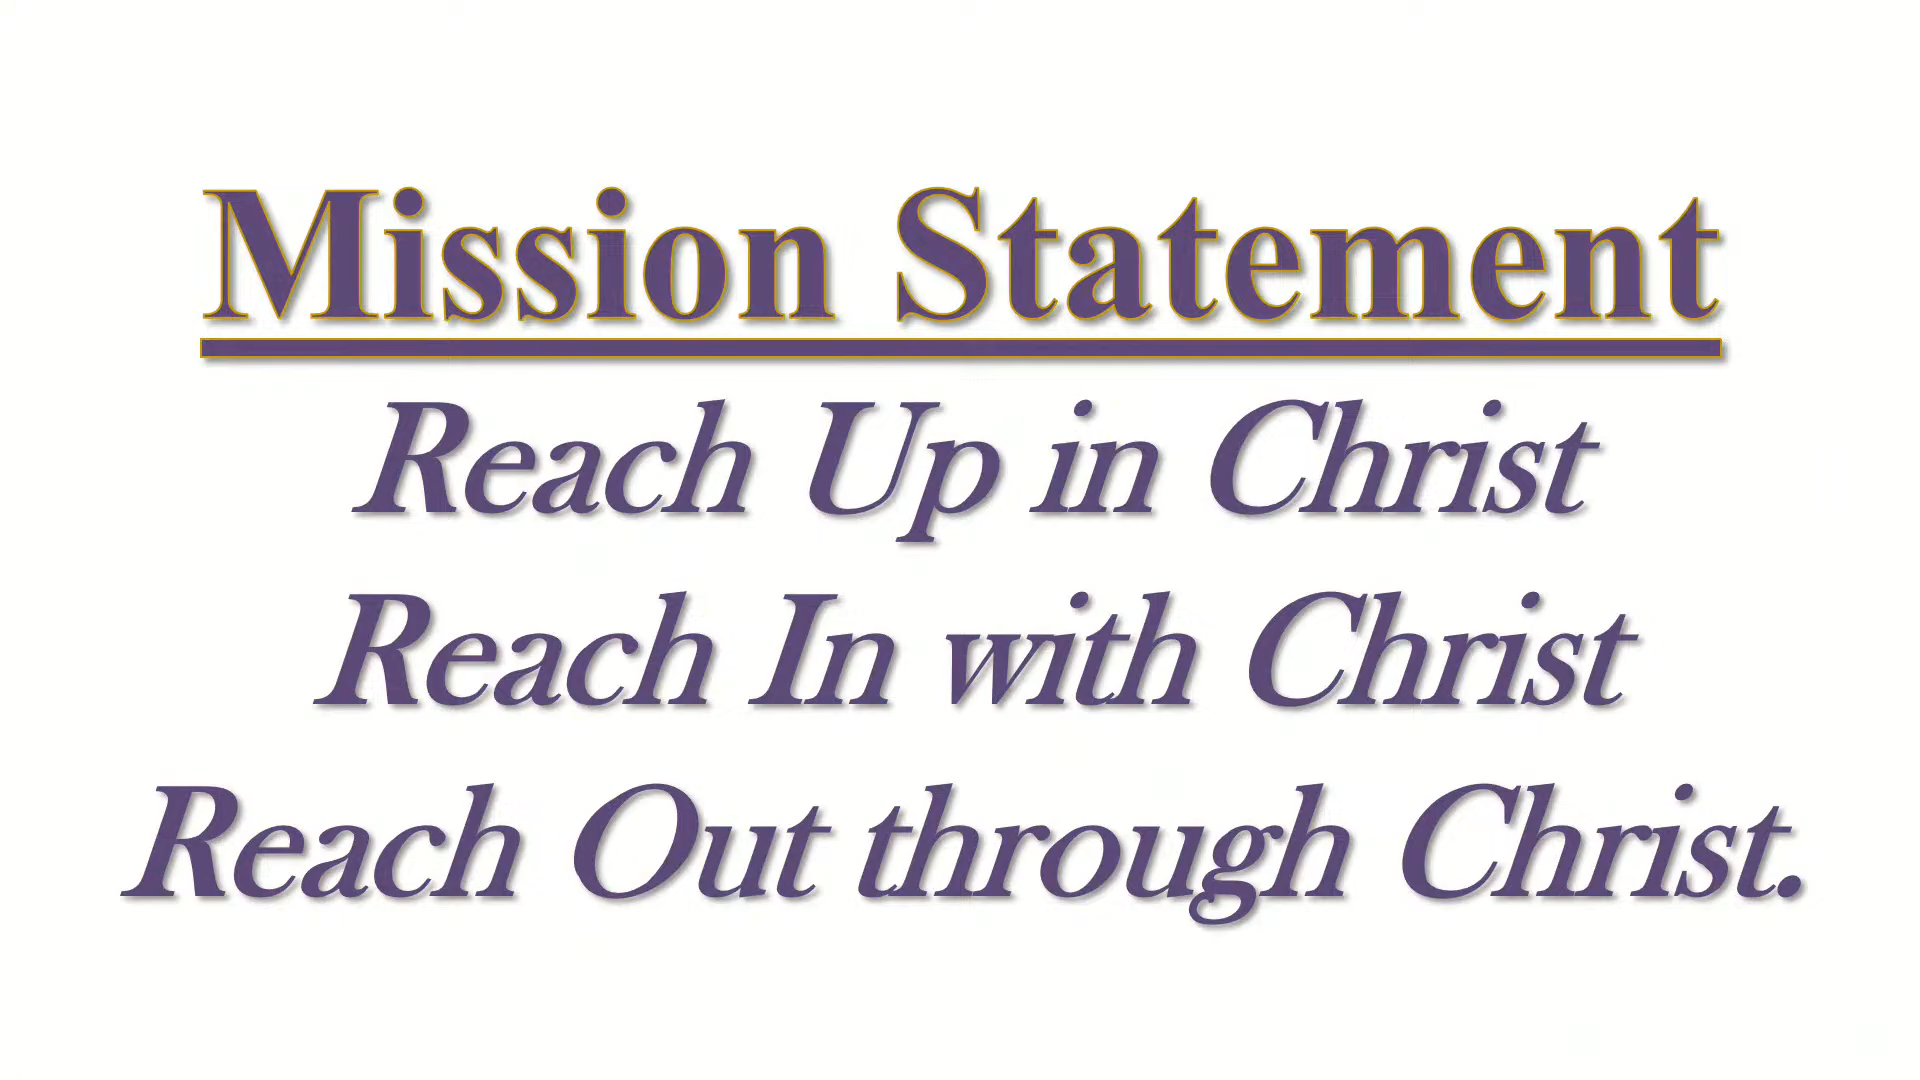 Mission Statement
Reach Up in Christ
Reach In with Christ
Reach Out through Christ.